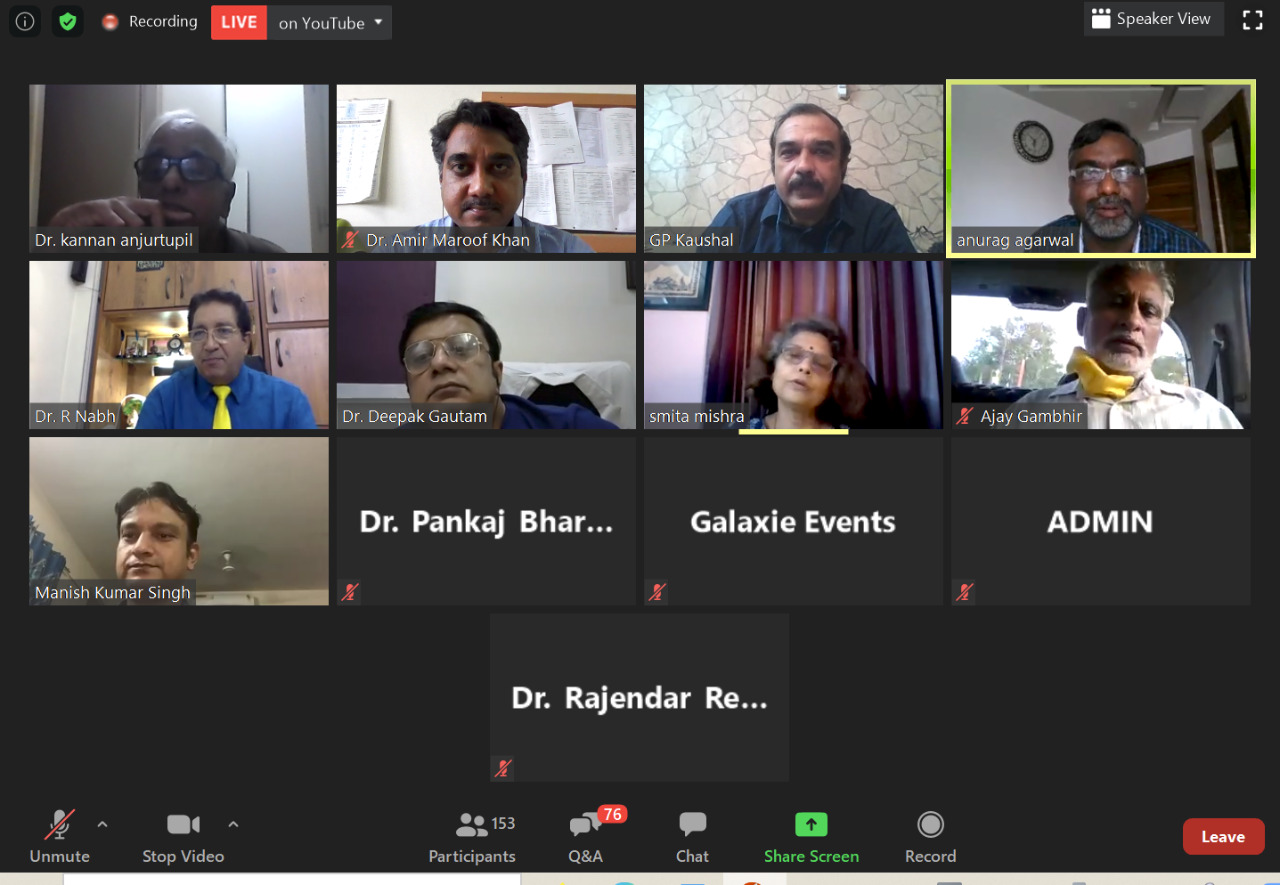 Recording
LIVE on YouTube
Speaker View
Dr. kannan anjurtupil
Dr. Amir Maroof Khan
GP Kaushal
anurag agarwal
Dr. R Nabh
Dr. Deepak Gautam
smita mishra
Ajay Gambhir
Manish Kumar Singh
Dr. Pankaj Bhar...
Galaxie Events
ADMIN
Dr. Rajendar Re...
Unmute
Stop Video
153
Participants
76
Q&A
Chat
Share Screen
Record
Leave